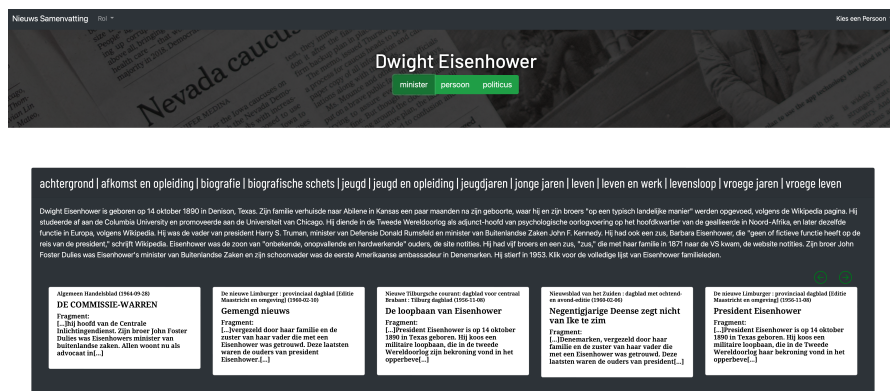 Nieuws Samenvatting Rol Kies een Persoon
Nevada caucu
Dwight Eisenhower
minister persoon politicus
achtergrond | afkomst en opleiding | biografie | biografische schets | jeugd | jeugd en opleiding | jeugdjaren | jonge jaren | leven | leven en werk | levensloop | vroege jaren | vroege leven
Dwight Eisenhower is geboren op 14 oktober 1890 in Denison, Texas. Zijn familie verhuisde naar Abilene in Kansas een paar maanden na zijn geboorte, waar hij en zijn broers "op een typisch landelijke manier" werden opgevoed, volgens de Wikipedia pagina. Hij
studeerde af aan de Columbia University en promoveerde aan de Universiteit van Chicago. Hij diende in de Tweede Wereldoorlog als adjunct-hoofd van psychologische oorlogvoering op het hoofdkwartier van de geallieerde in Noord-Afrika, en later dezelfde
functie in Europa, volgens Wikipedia. Hij was de vader van president Harry S. Truman, minister van Defensie Donald Rumsfeld en minister van Buitenlandse Zaken John F. Kennedy. Hij had ook een zus, Barbara Eisenhower, die "geen of fictieve functie heeft op de
reis van de president," schrijft Wikipedia. Eisenhower was de zoon van "onbekende, onopvallende en hardwerkende" ouders, de site notities. Hij had vijf broers en een zus, "zus," die met haar familie in 1871 naar de VS kwam, de website notities. Zijn broer John
Foster Dulles was Eisenhower's minister van Buitenlandse Zaken en zijn schoonvader was de eerste Amerikaanse ambassadeur in Denemarken. Hij stierf in 1953. Klik voor de volledige lijst van Eisenhower familieleden.
Algemeen Handelsblad (1964-09-28)
DE COMMISSIE-WAREN
Fragment:
[...]hij hoofd van de Centrale
Inlichtingendienst. Zijn broer John Foster
Dulles was Eisenhowers minister van
buitenlandse zaken. Allen woont nu als
advocaat in[...]
De nieuwe Limburger : provinciaal dagblad [Editie
Maastricht en omgeving] (1960-02-10)
Gemengd nieuws
Fragment:
[...]vergezeld door haar familie en de
zuster van haar vader die met een
Eisenhower was getrouwd. Deze laatsten
waren de ouders van president
Eisenhower.[...]
Nieuwe Tilburgsche courant: dagblad voor centraal
Brabant : Tilburg dagblad (1956-11-08)
De loopbaan van Eisenhower
Fragment:
[...]President Eisenhower is op 14 oktober
1890 in Texas geboren. Hij koos een
militaire loopbaan, die in de tweede
Wereldoorlog zijn bekroning vond in het
opperbeve[...]
Nieuwsblad van het Zuiden : dagblad met ochtend-
en avond-editie (1960-02-06)
Negentigjarige Deense zegt nicht
van Ike te zim
Fragment:
[...]Denemarken, vergezeld door haar
familie en de zuster van haar vader die
met een Eisenhower was getrouwd. Deze
laatsten waren de ouders van president[...]
De nieuwe Limburger : provinciaal dagblad [Editie
Maastricht en omgeving] (1956-11-08)
President Eisenhower
Fragment:
[...]President Eisenhower is op 14 oktober
1890 in Texas geboren. Hij koos een
militaire loopbaan, die in de Tweede
Wereldoorlog haar bekroning vond in het
opperbeve[...]